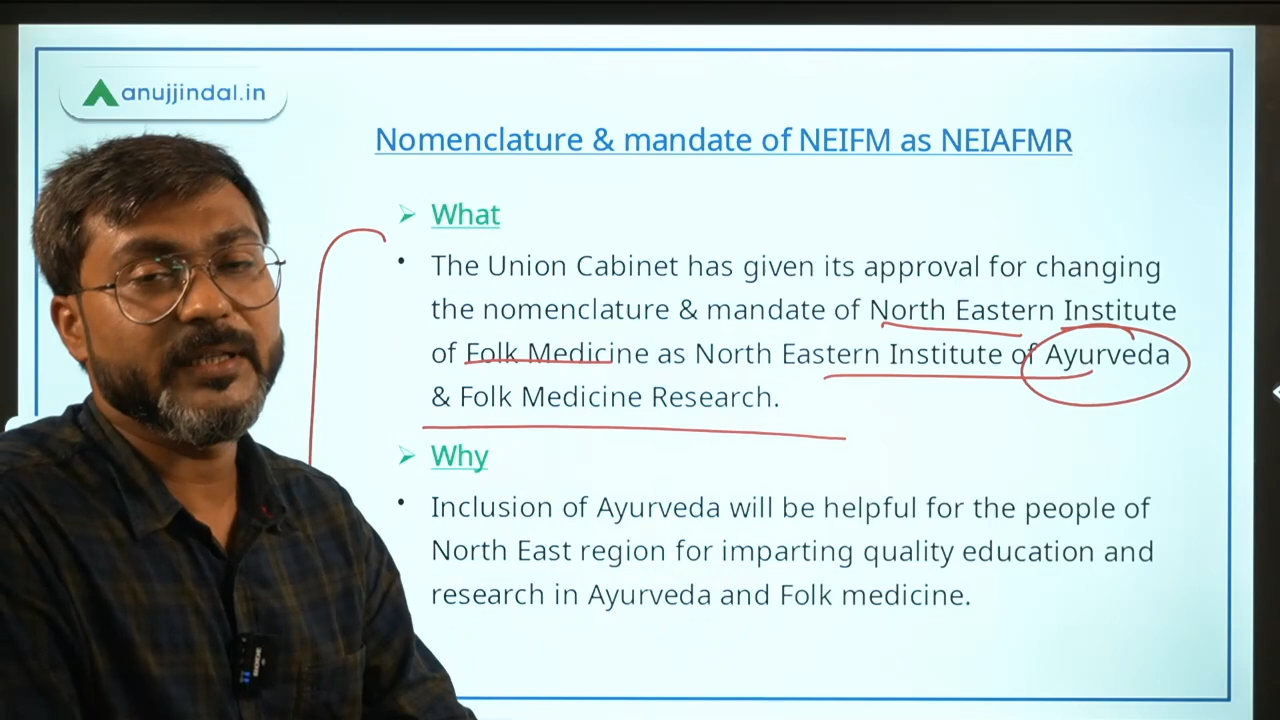 anujjindal.in
Nomenclature & mandate of NEIFM as NEIAFMR
What
The Union Cabinet has given its approval for changing
the nomenclature & mandate of North Eastern Institute
of Folk Medicine as North Eastern Institute of Ayurveda
& Folk Medicine Research.
Why
Inclusion of Ayurveda will be helpful for the people of
North East region for imparting quality education and
research in Ayurveda and Folk medicine.